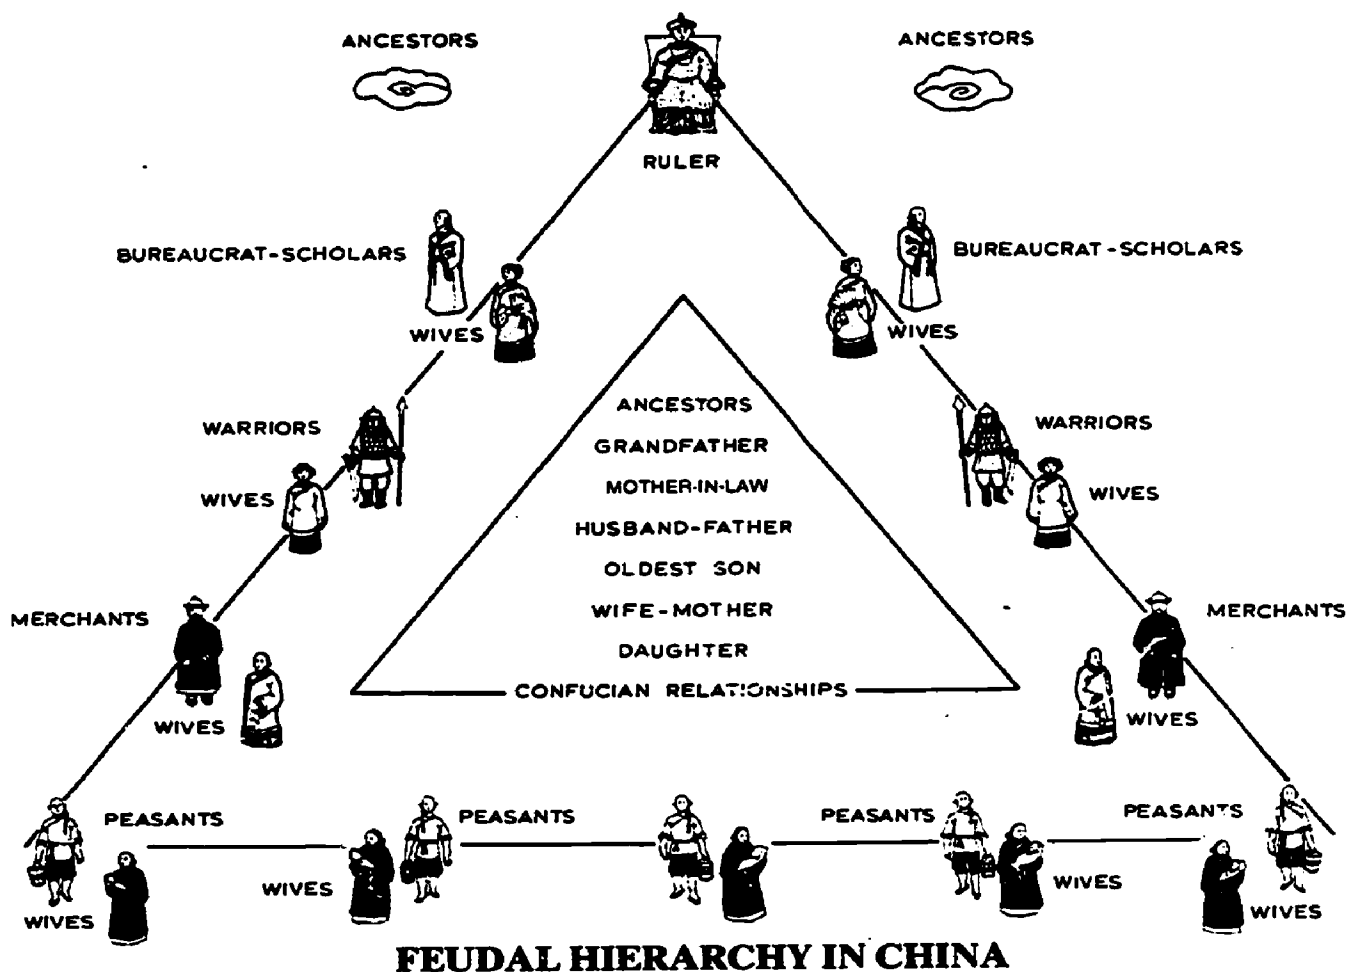 ANCESTORS
ANCESTORS
RULER
BUREAUCRAT-SCHOLARS
BUREAUCRAT-SCHOLARS
WIVES
WIVES
ANCESTORS
GRANDFATHER
MOTHER-IN-LAW
HUSBAND-FATHER
OLDEST SON
WIFE-MOTHER
DAUGHTER
CONFUCIAN RELATIONSHIPS
WARRIORS
WARRIORS
WIVES
WIVES
MERCHANTS
MERCHANTS
WIVES
WIVES
PEASANTS
PEASANTS
PEASANTS
PEASANTS
WIVES
WIVES
WIVES
WIVES
FEUDAL HIERARCHY IN CHINA